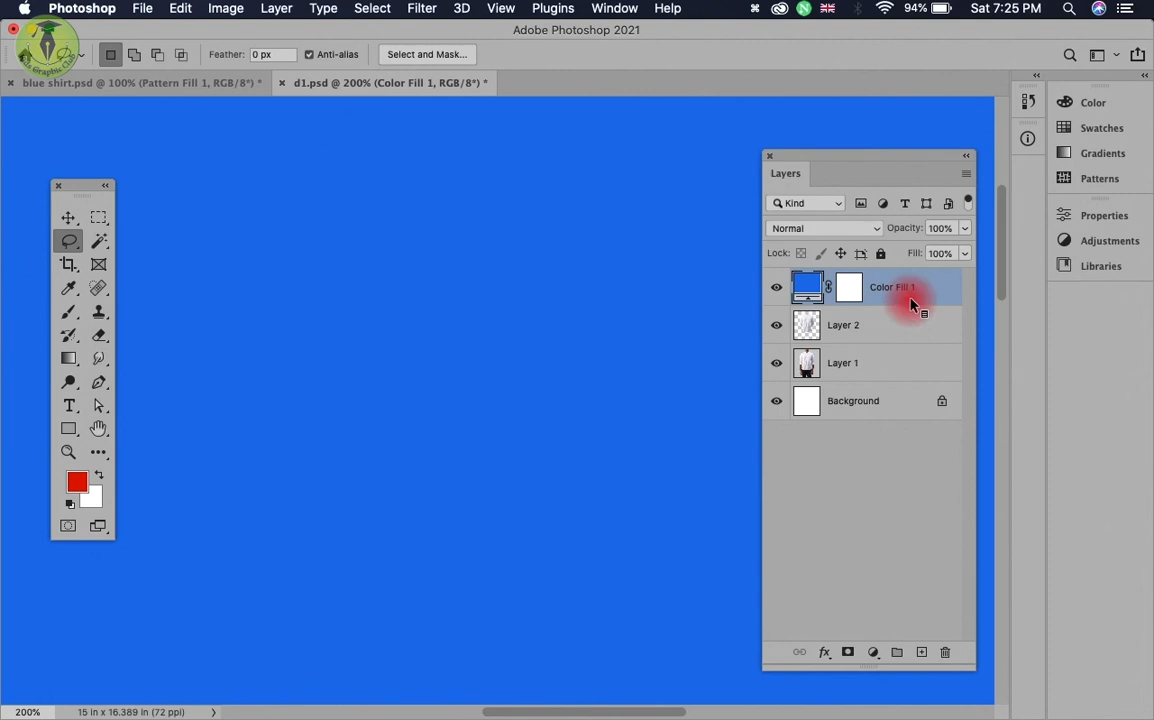 Photoshop File Edit Image Layer Type Select Filter 3D View Plugins Window Help 94% Sat 7:25 PM
Adobe Photoshop 2021
Feather: 0 px Anti-alias Select and Mask...
blue shirt.psd @ 100% (Pattern Fill 1, RGB/8*) * d1.psd @ 200% (Color Fill 1, RGB/8*) *
Color
Swatches
Gradients
Patterns
Properties
Adjustments
Libraries
Layers
Kind
Normal Opacity: 100%
Lock: Fill: 100%
Color Fill 1
Layer 2
Layer 1
Background
200% 15 in x 16.389 in (72 ppi)